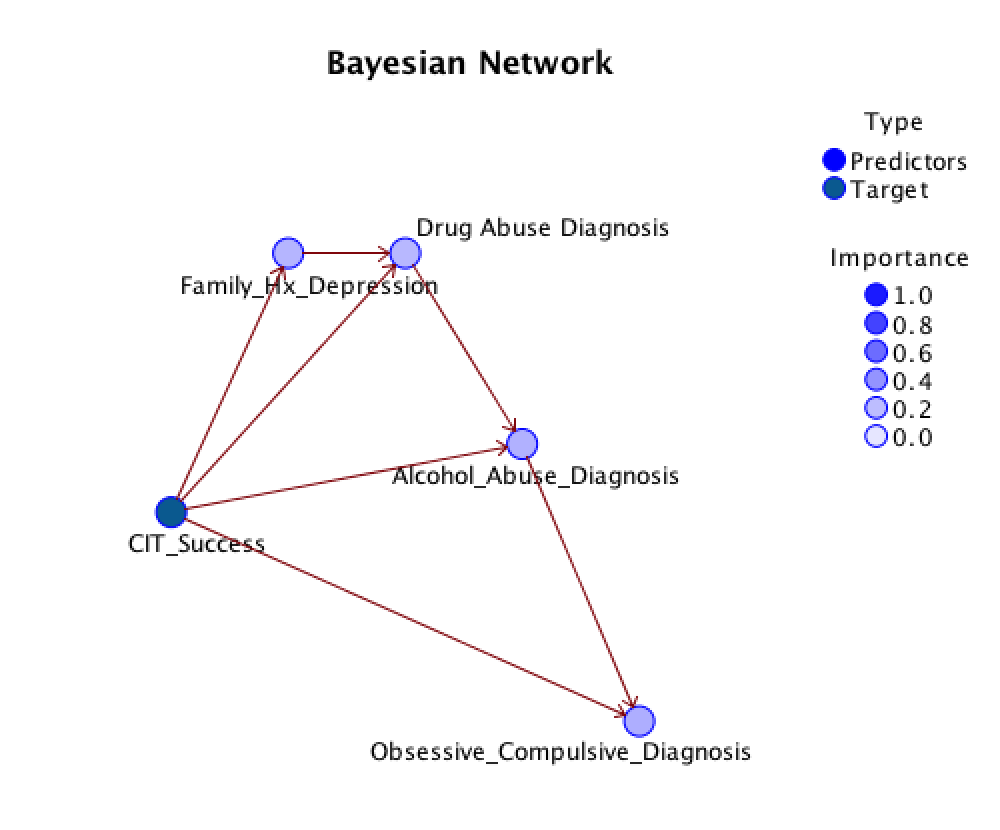 Bayesian Network
Type
Predictors
Target
Drug Abuse Diagnosis
Importance
Family_Hx_Depression
1.0
0.8
0.6
0.4
0.2
0.0
Alcohol_Abuse_Diagnosis
CIT_Success
Obsessive_Compulsive_Diagnosis